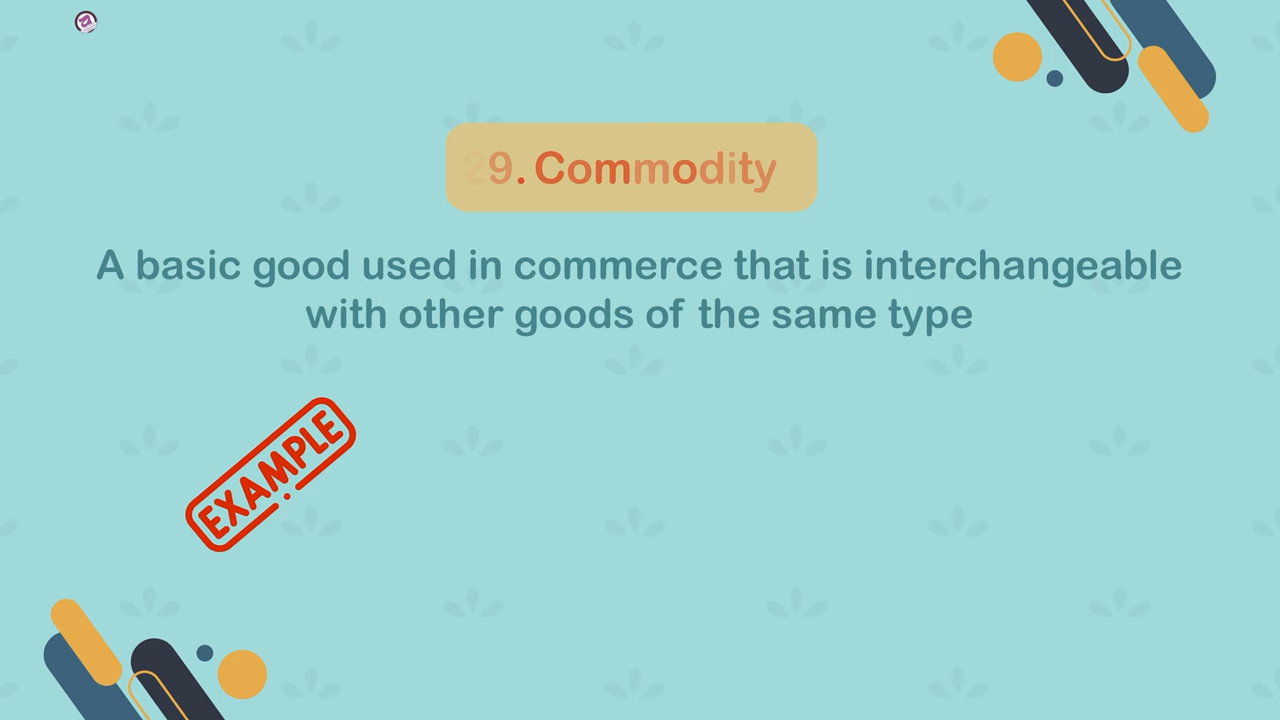 29. Commodity
A basic good used in commerce that is interchangeable
with other goods of the same type
EXAMPLE